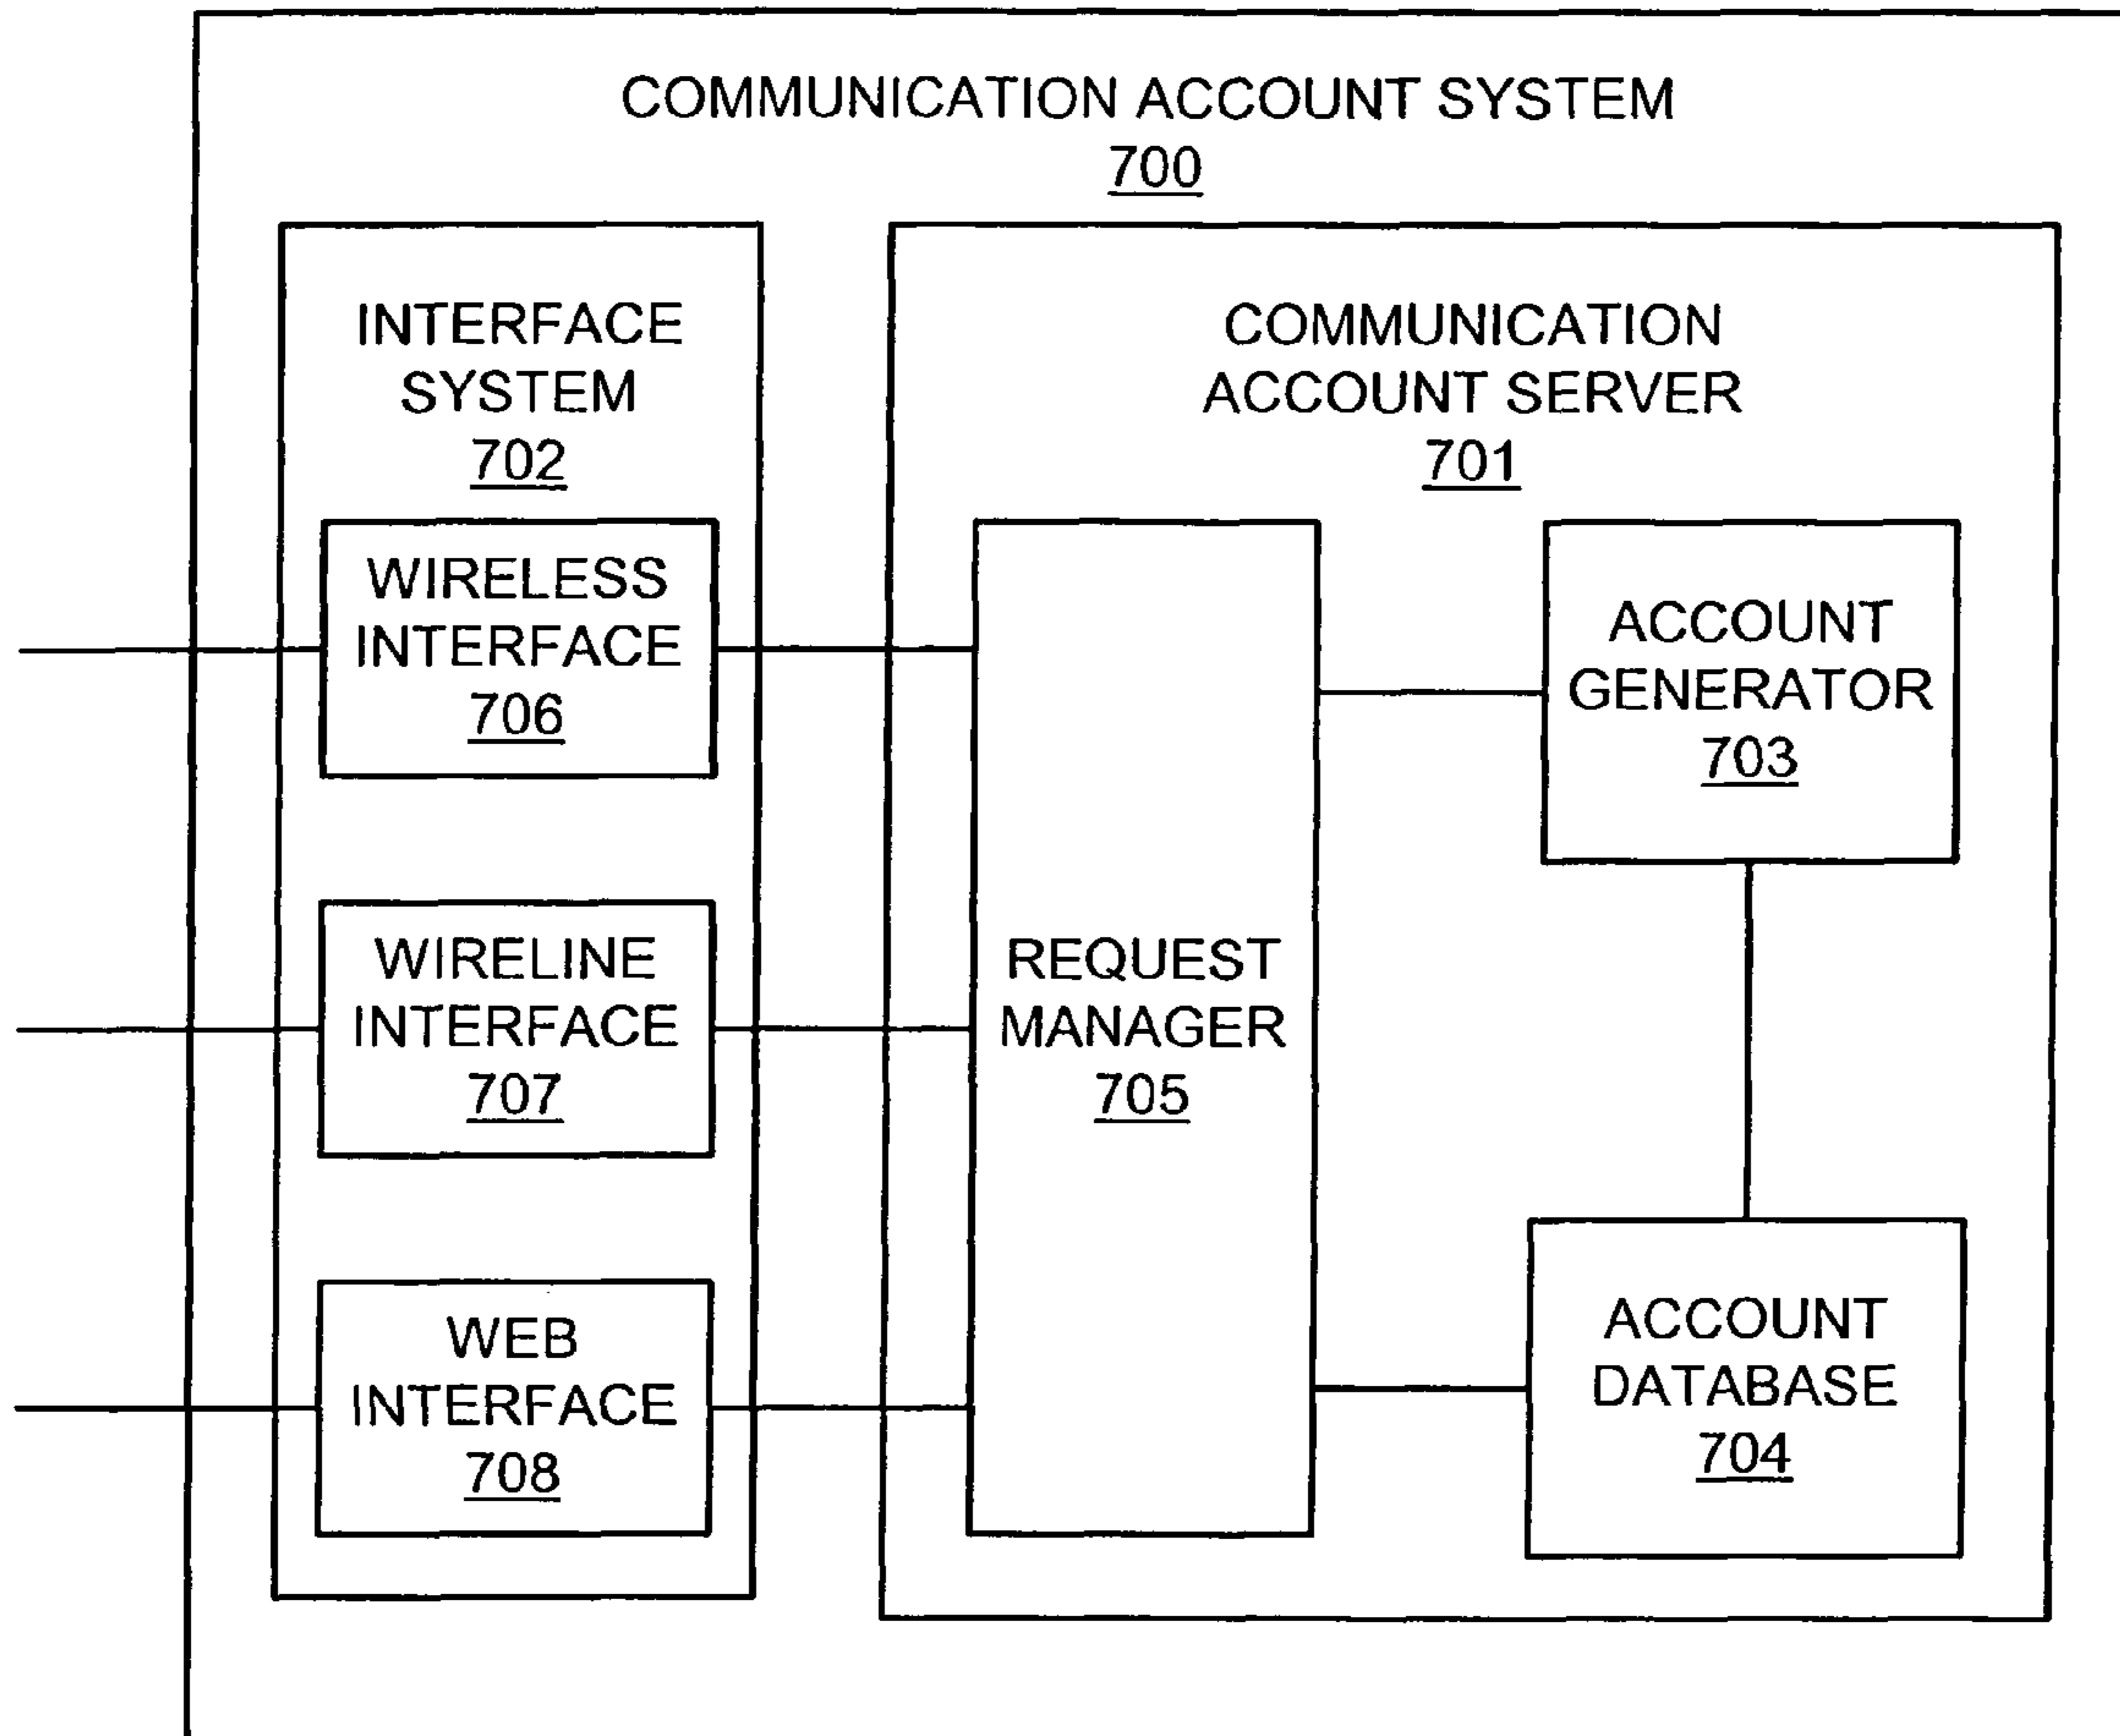 COMMUNICATION ACCOUNT SYSTEM
700
INTERFACE
SYSTEM
702
WIRELESS
INTERFACE
706
WIRELINE
INTERFACE
707
WEB
INTERFACE
708
COMMUNICATION
ACCOUNT SERVER
701
REQUEST
MANAGER
705
ACCOUNT
GENERATOR
703
ACCOUNT
DATABASE
704